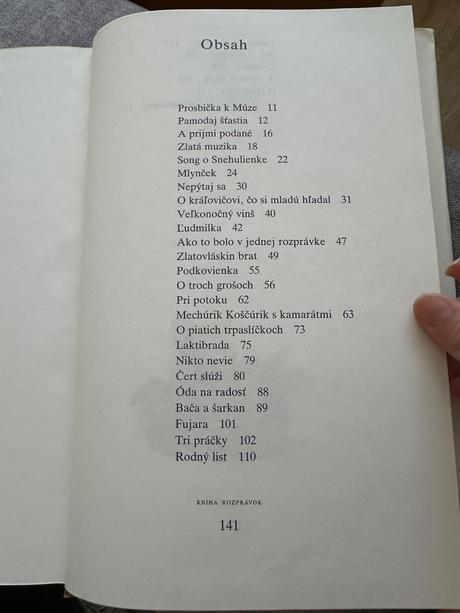 Obsah
Prosbička k Múze 11
Pamodaj šťastia 12
A prijmi podané 16
Zlatá muzika 18
Song o Snehulienke 22
Mlynček 24
Nepýtaj sa 30
O kráľovičovi, čo si mladú hľadal 31
Veľkonočný vinš 40
Ľudmilka 42
Ako to bolo v jednej rozprávke 47
Zlatovláskin brat 49
Podkovienka 55
O troch grošoch 56
Pri potoku 62
Mechúrik Koščúrik s kamarátmi 63
O piatich trpaslíčkoch 73
Laktibrada 75
Nikto nevie 79
Čert slúži 80
Óda na radosť 88
Bača a šarkan 89
Fujara 101
Tri práčky 102
Rodný list 110
KNIHA ROZPRÁVOK
141